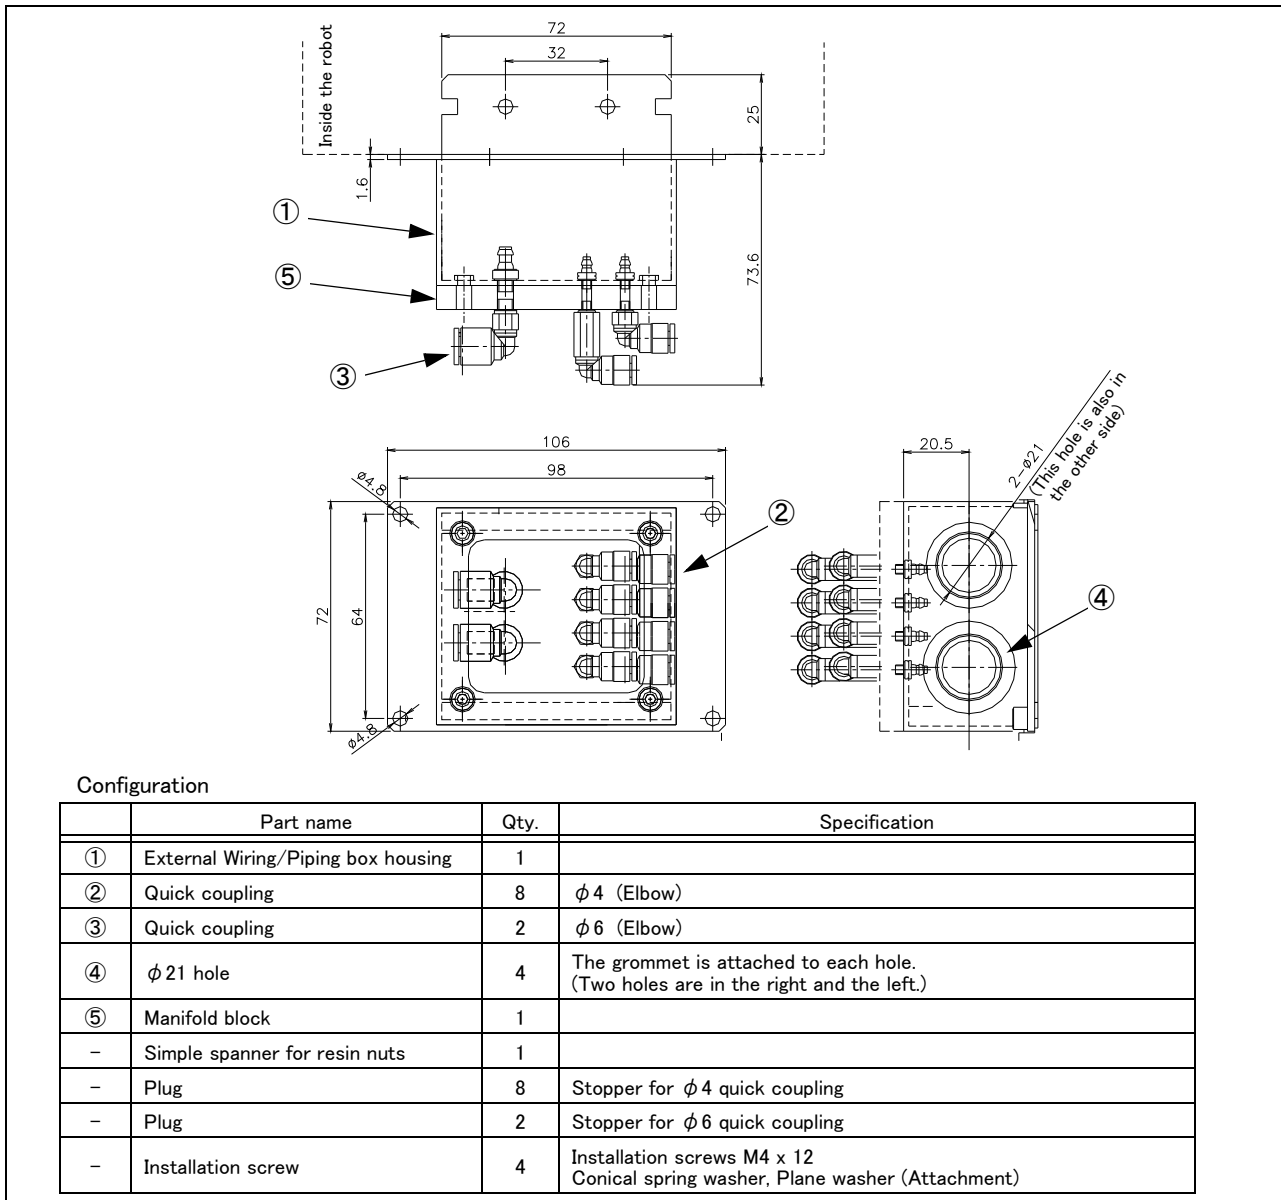 72
32
Inside the robot
25
1.6
①
73.6
⑤
③
106
98
20.5
2-φ21
(This hole is also in
the other side)
φ4.8
②
72
64
④
φ4.8
Configuration
Part name Qty. Specification
① External Wiring/Piping box housing 1
② Quick coupling 8 φ4 (Elbow)
③ Quick coupling 2 φ6 (Elbow)
④ φ21 hole 4 The grommet is attached to each hole.
(Two holes are in the right and the left.)
⑤ Manifold block 1
- Simple spanner for resin nuts 1
- Plug 8 Stopper for φ4 quick coupling
- Plug 2 Stopper for φ6 quick coupling
- Installation screw 4 Installation screws M4 x 12
Conical spring washer, Plane washer (Attachment)